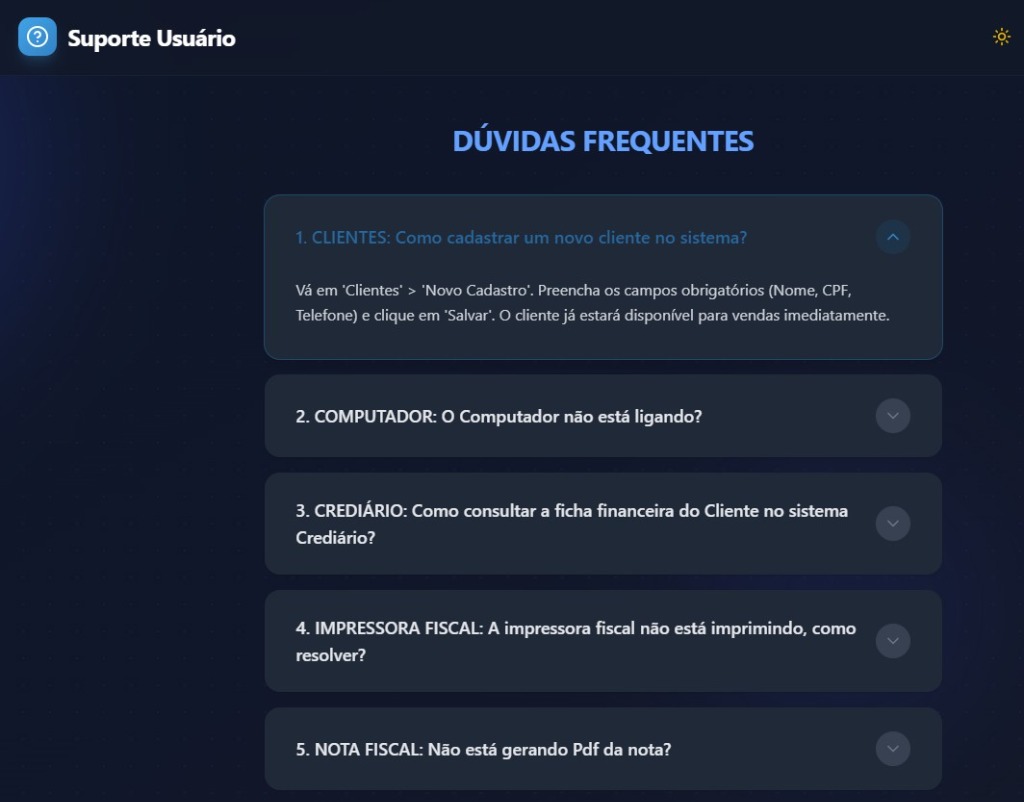 Suporte Usuário
DÚVIDAS FREQUENTES
1. CLIENTES: Como cadastrar um novo cliente no sistema?
Vá em 'Clientes' > 'Novo Cadastro'. Preencha os campos obrigatórios (Nome, CPF,
Telefone) e clique em 'Salvar'. O cliente já estará disponível para vendas imediatamente.
2. COMPUTADOR: O Computador não está ligando?
3. CREDIÁRIO: Como consultar a ficha financeira do Cliente no sistema
Crediário?
4. IMPRESSORA FISCAL: A impressora fiscal não está imprimindo, como
resolver?
5. NOTA FISCAL: Não está gerando Pdf da nota?